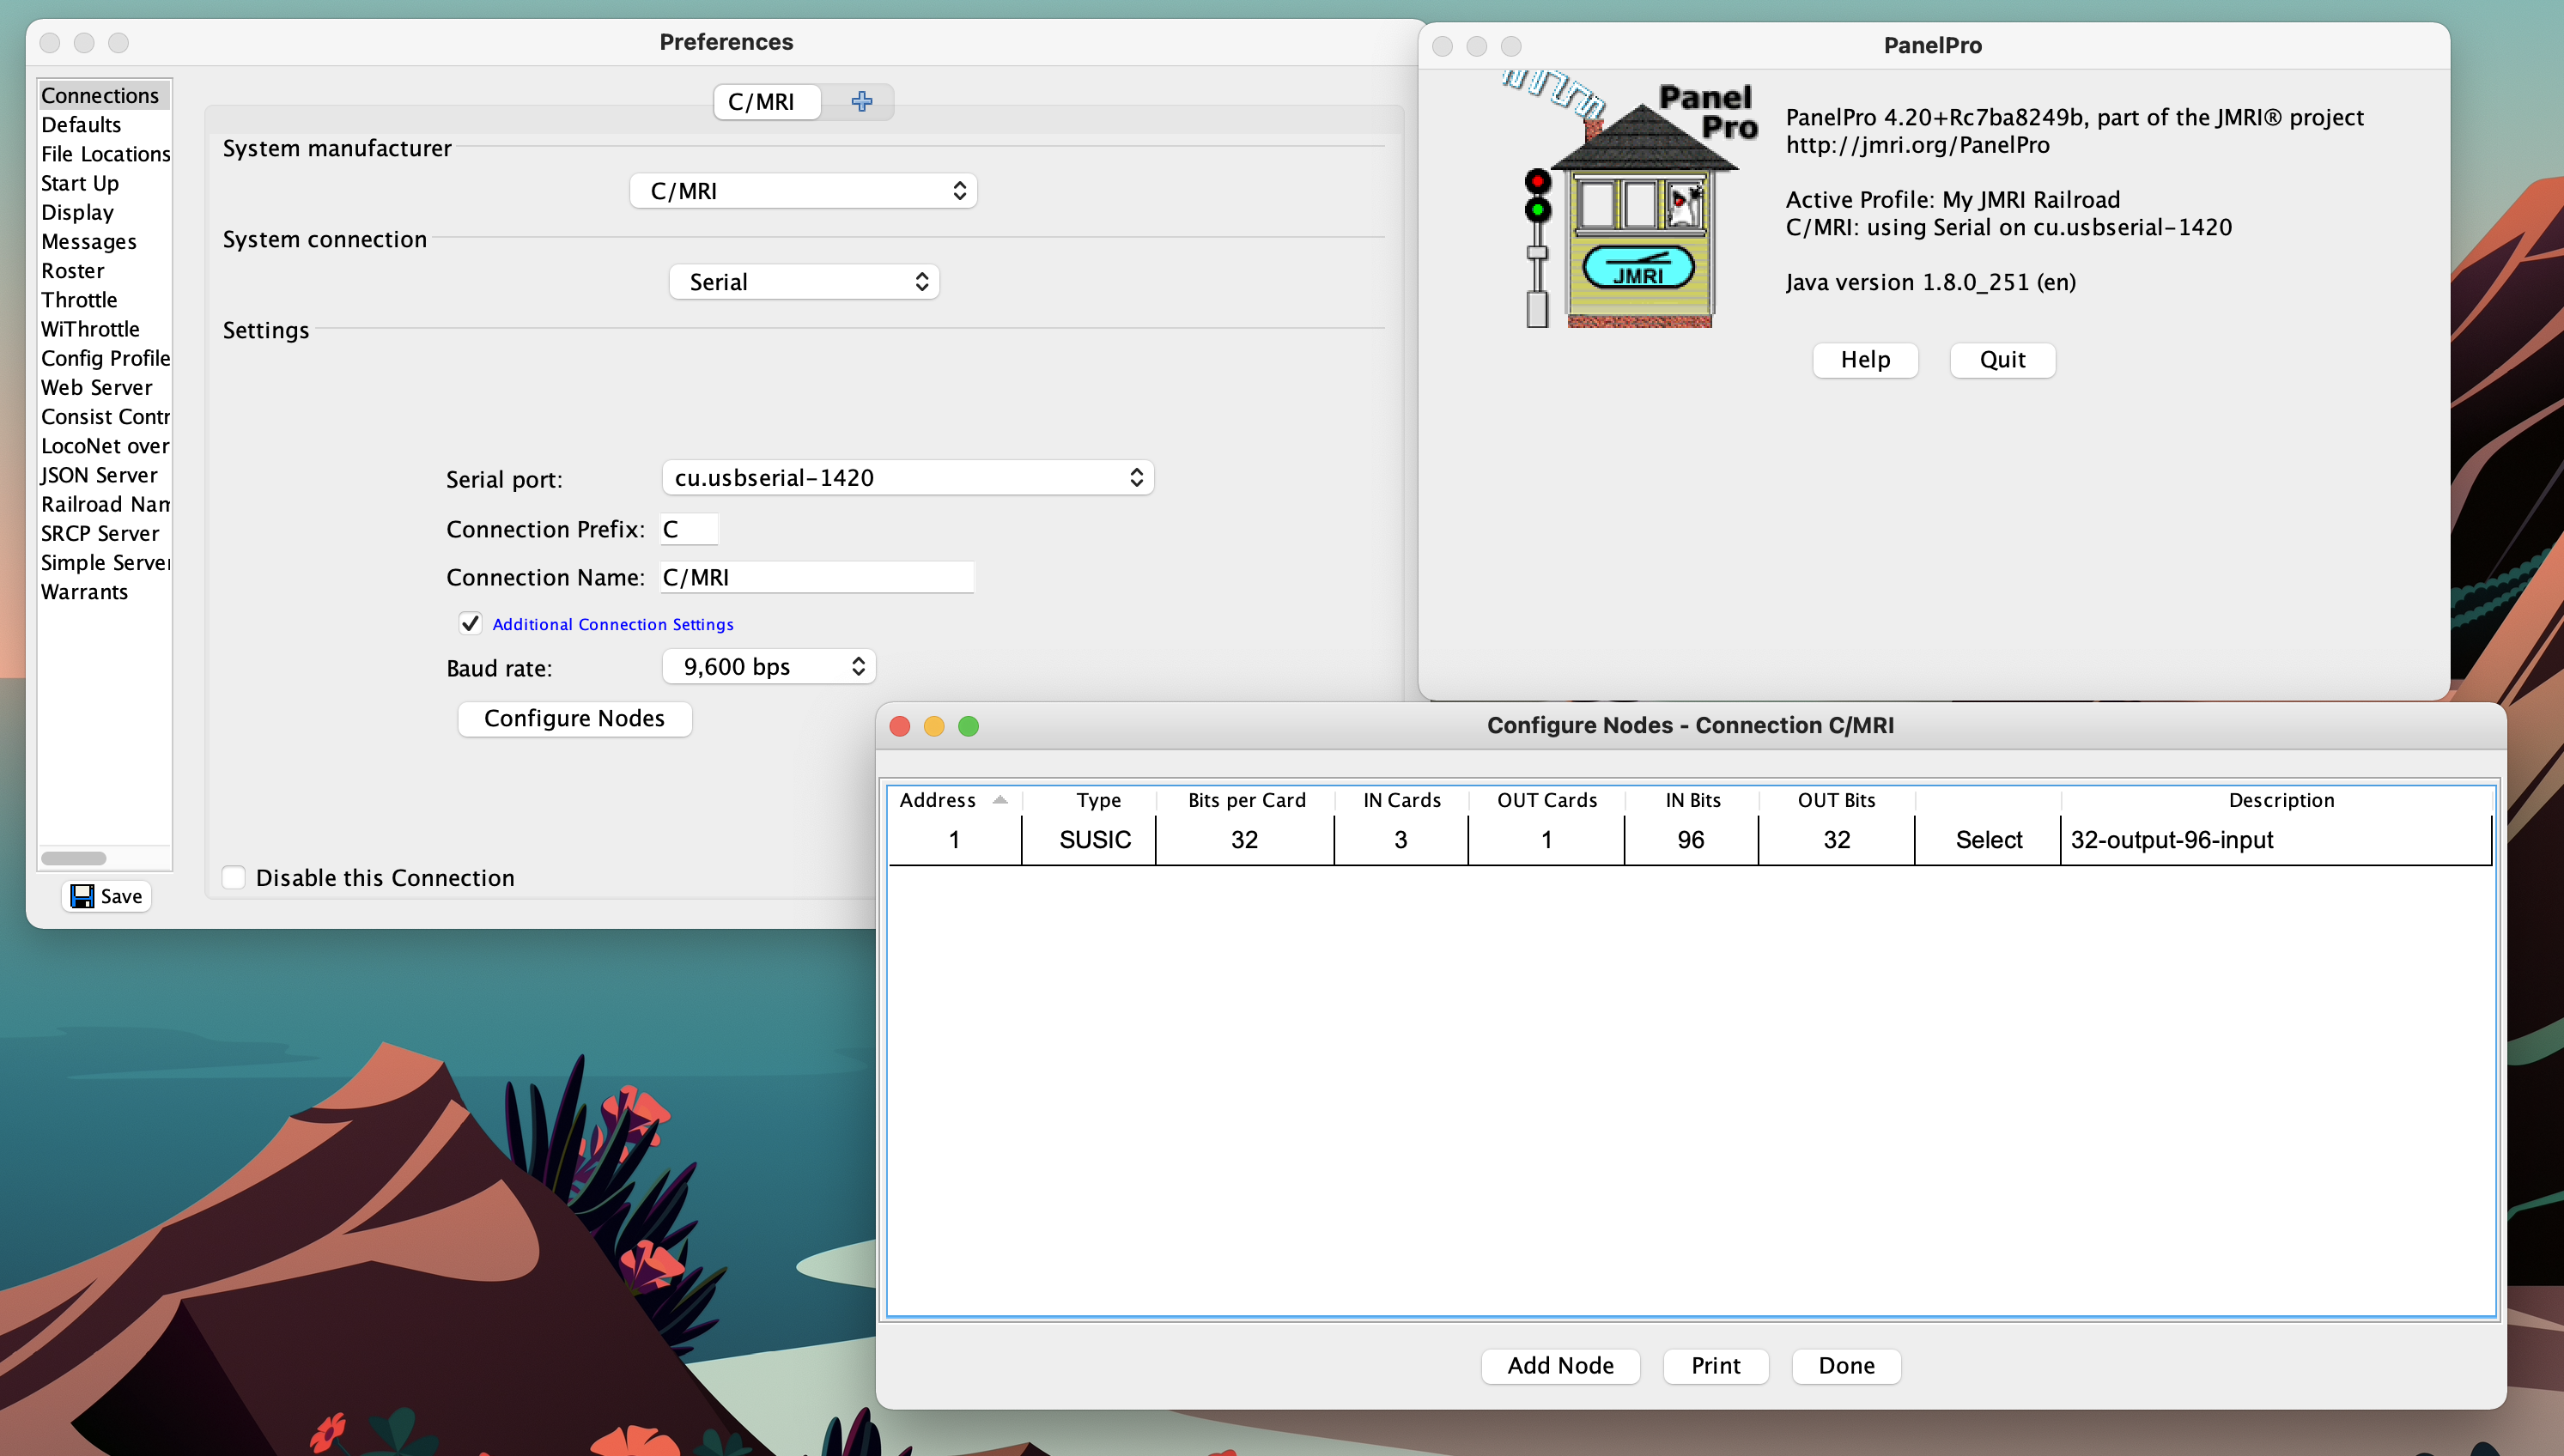 Preferences
Connections
Defaults
File Locations
Start Up
Display
Messages
Roster
Throttle
WiThrottle
Config Profile
Web Server
Consist Contr
LocoNet over
JSON Server
Railroad Nam
SRCP Server
Simple Server
Warrants
Save
C/MRI
System manufacturer
C/MRI
System connection
Serial
Settings
Serial port: cu.usbserial-1420
Connection Prefix: C
Connection Name: C/MRI
Additional Connection Settings
Baud rate: 9,600 bps
Configure Nodes
Disable this Connection
PanelPro
Panel
Pro
JMRI
PanelPro 4.20+Rc7ba8249b, part of the JMRI® project
http://jmri.org/PanelPro
Active Profile: My JMRI Railroad
C/MRI: using Serial on cu.usbserial-1420
Java version 1.8.0_251 (en)
Help Quit
Configure Nodes - Connection C/MRI
Address Type Bits per Card IN Cards OUT Cards IN Bits OUT Bits Description
1 SUSIC 32 3 1 96 32 Select 32-output-96-input
Add Node Print Done